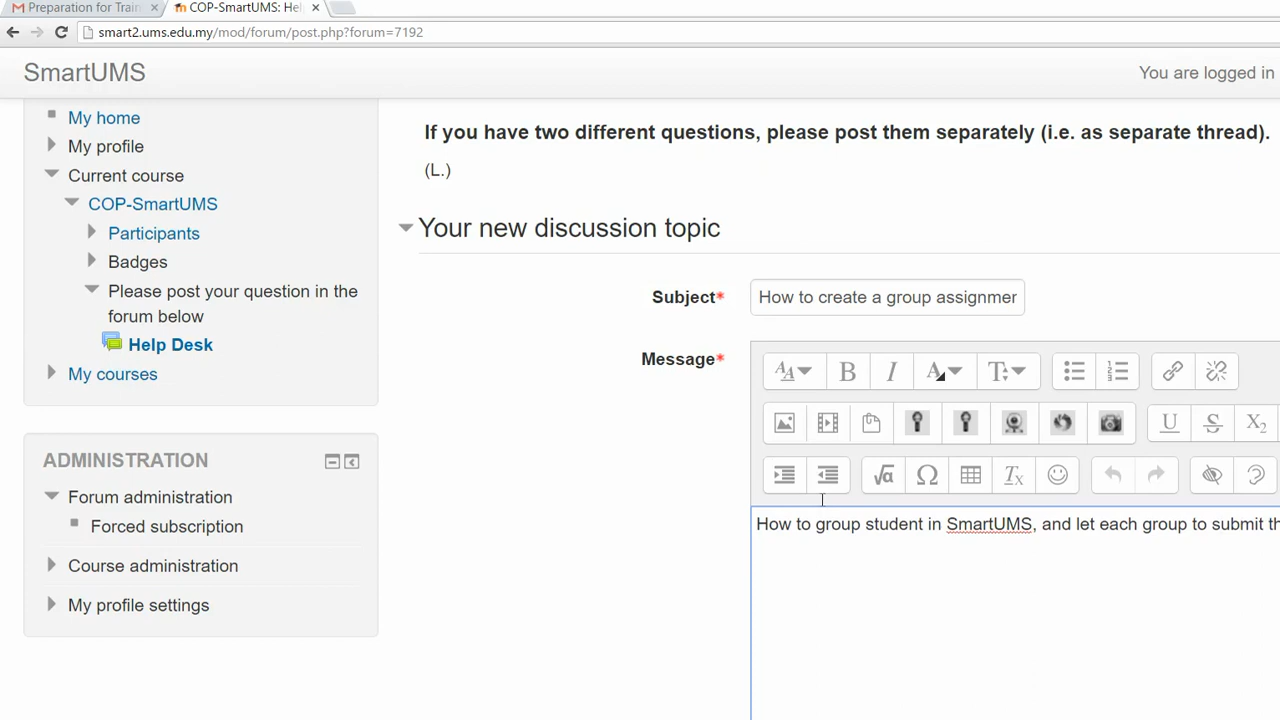 Preparation for Train
COP-SmartUMS: Hel
smart2.ums.edu.my/mod/forum/post.php?forum=7192
SmartUMS
You are logged in
My home
My profile
Current course
COP-SmartUMS
Participants
Badges
Please post your question in the
forum below
Help Desk
My courses
ADMINISTRATION
Forum administration
Forced subscription
Course administration
My profile settings
If you have two different questions, please post them separately (i.e. as separate thread).
(L.)
Your new discussion topic
Subject*
How to create a group assignmer
Message*
How to group student in SmartUMS, and let each group to submit th